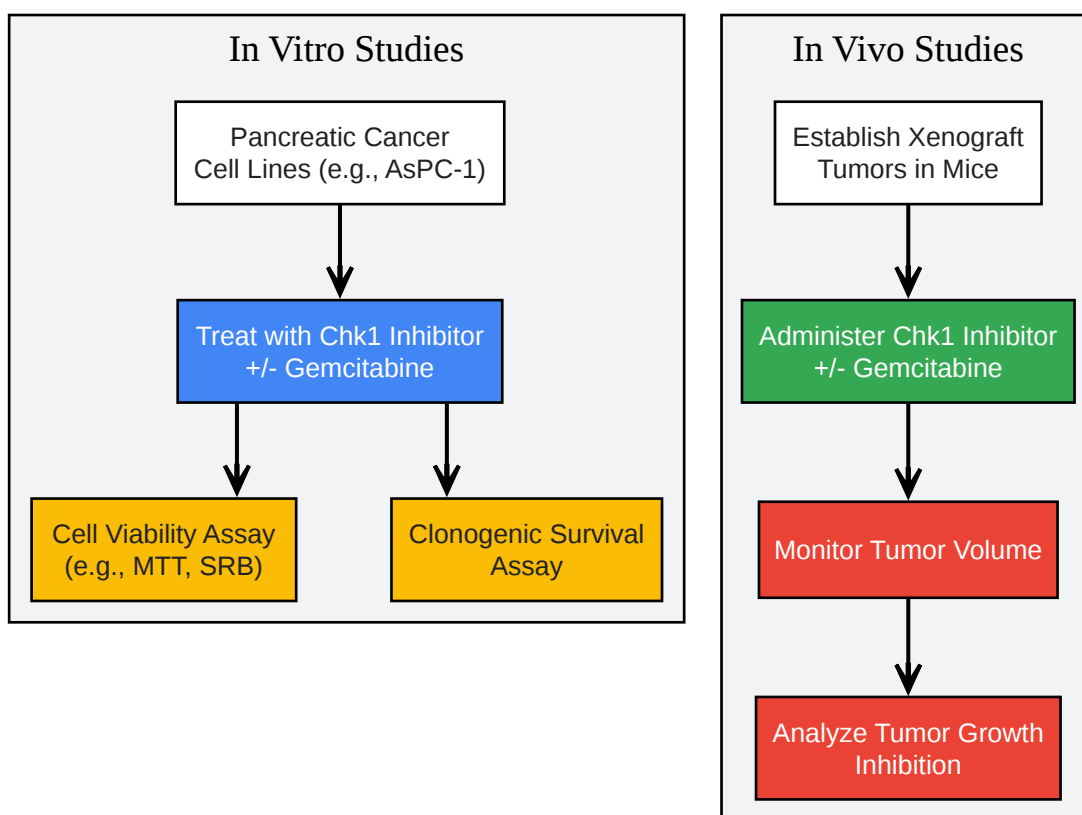 In Vitro Studies
Pancreatic Cancer
Cell Lines (e.g., AsPC-1)
Treat with Chk1 Inhibitor
+/- Gemcitabine
Cell Viability Assay
(e.g., MTT, SRB)
Clonogenic Survival
Assay
In Vivo Studies
Establish Xenograft
Tumors in Mice
Administer Chk1 Inhibitor
+/- Gemcitabine
Monitor Tumor Volume
Analyze Tumor Growth
Inhibition